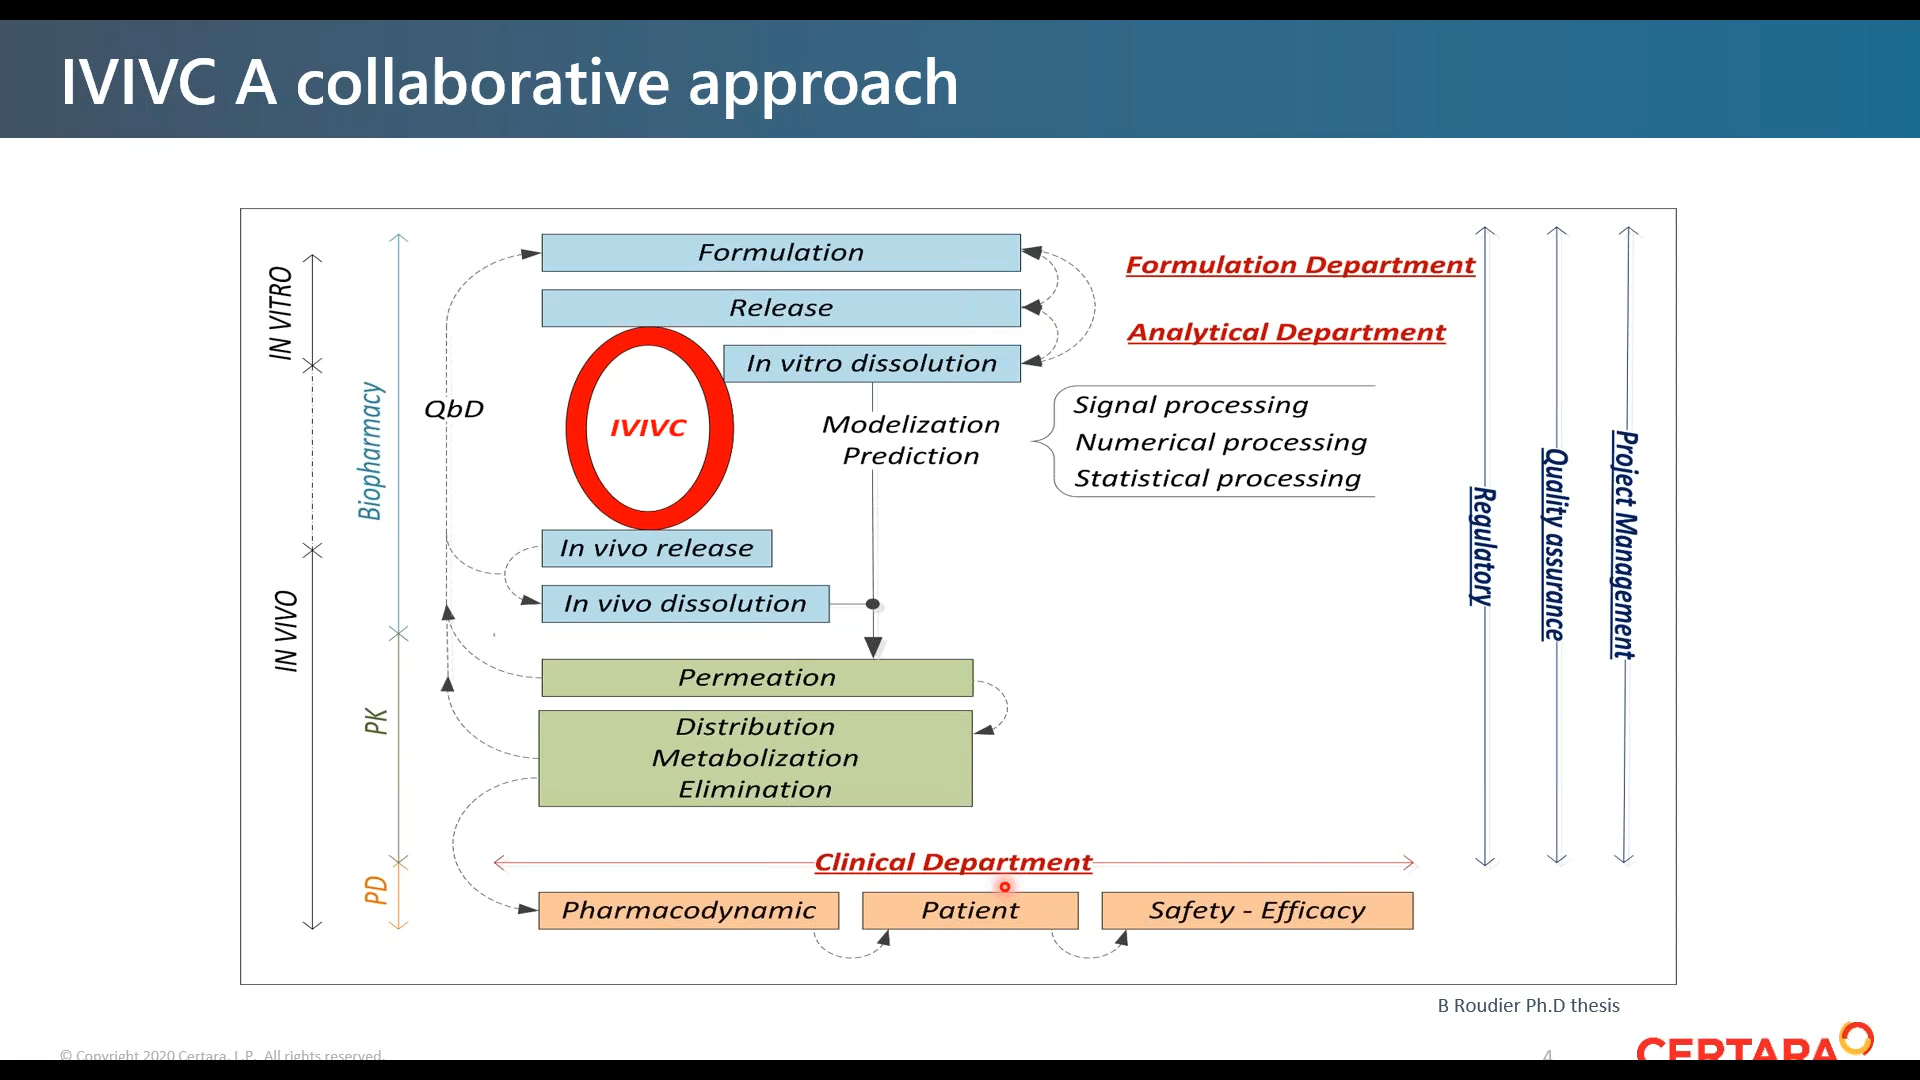 IVIVC A collaborative approach
IN VITRO
IN VIVO
Biopharmacy
PK
PD
QbD
Formulation
Release
In vitro dissolution
IVIVC
Modelization
Prediction
Signal processing
Numerical processing
Statistical processing
In vivo release
In vivo dissolution
Permeation
Distribution
Metabolization
Elimination
Formulation Department
Analytical Department
Clinical Department
Pharmacodynamic
Patient
Safety - Efficacy
Regulatory
Quality assurance
Project Management
B Roudier Ph.D thesis
© Copyright 2020 Certara, L.P. All rights reserved.
4
CERTARA